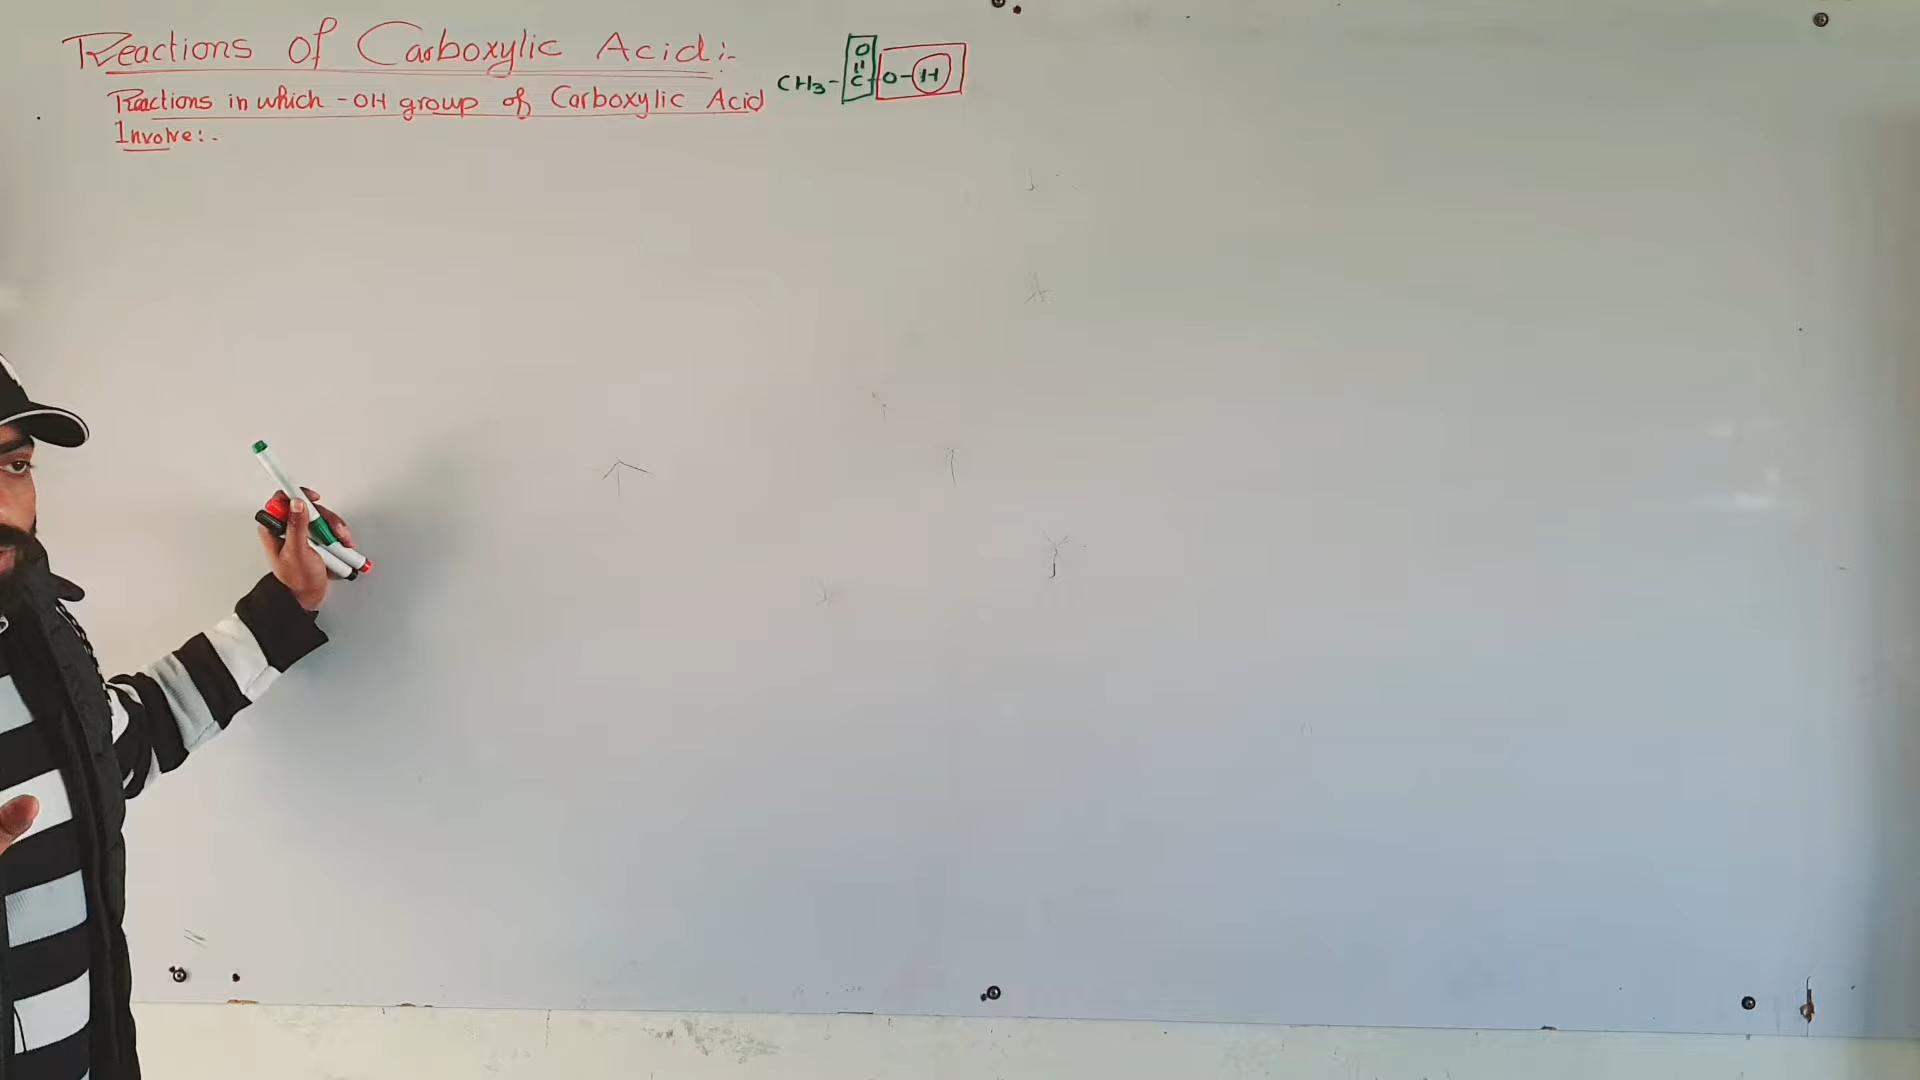 Reactions of Carboxylic Acid:-
Reactions in which -OH group of Carboxylic Acid
Involve:-
O
||
CH3-C-O-H